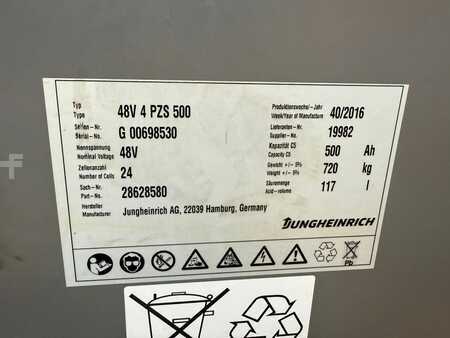 Typ
Type 48V 4 PZS 500
Serien-Nr.
Serial-No. G 00698530
Nennspannung
Nominal Voltage 48V
Zellenanzahl
Number of Cells 24
Sach-Nr.
Part-No. 28628580
Hersteller
Manufacturer Jungheinrich AG, 22039 Hamburg, Germany
Produktionswoche/-Jahr
Week/Year of Manufacture 40/2016
Lieferanten-Nr.
Supplier-No. 19982
Kapazität C5
Capacity C5 500 Ah
Gewicht +/- 5%
Weight +/- 5% 720 kg
Säuremenge
Acid-volume 117 l
JUNGHEINRICH
Pb